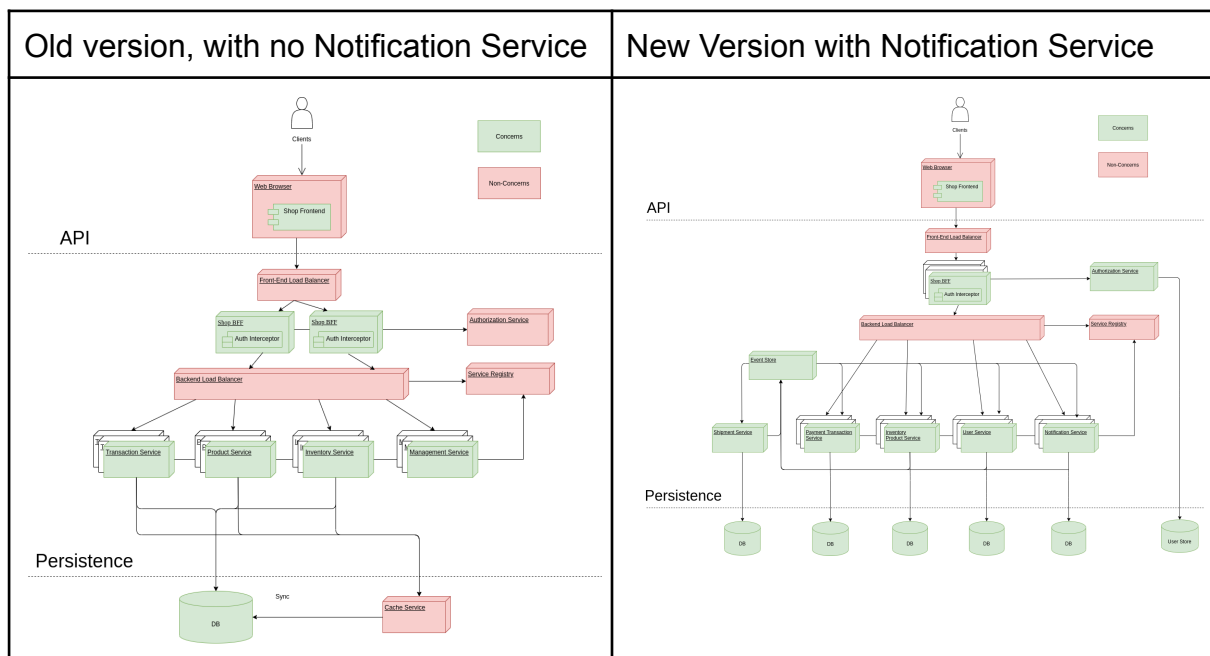 Old version, with no Notification Service
New Version with Notification Service
Clients
Concerns
Non-Concerns
Web Browser
Shop Frontend
API
Front-End Load Balancer
Shop BFF
Auth Interceptor
Shop BFF
Auth Interceptor
Authorization Service
Backend Load Balancer
Service Registry
Transaction Service
Product Service
Inventory Service
Management Service
Persistence
Sync
DB
Cache Service
Clients
Concerns
Non-Concerns
Web Browser
Shop Frontend
API
Front-End Load Balancer
Shop BFF
Auth Interceptor
Authorization Service
Backend Load Balancer
Service Registry
Event Store
Shipment Service
Payment Transaction
Service
Inventory
Product Service
User Service
Notification Service
Persistence
DB
DB
DB
DB
DB
User Store